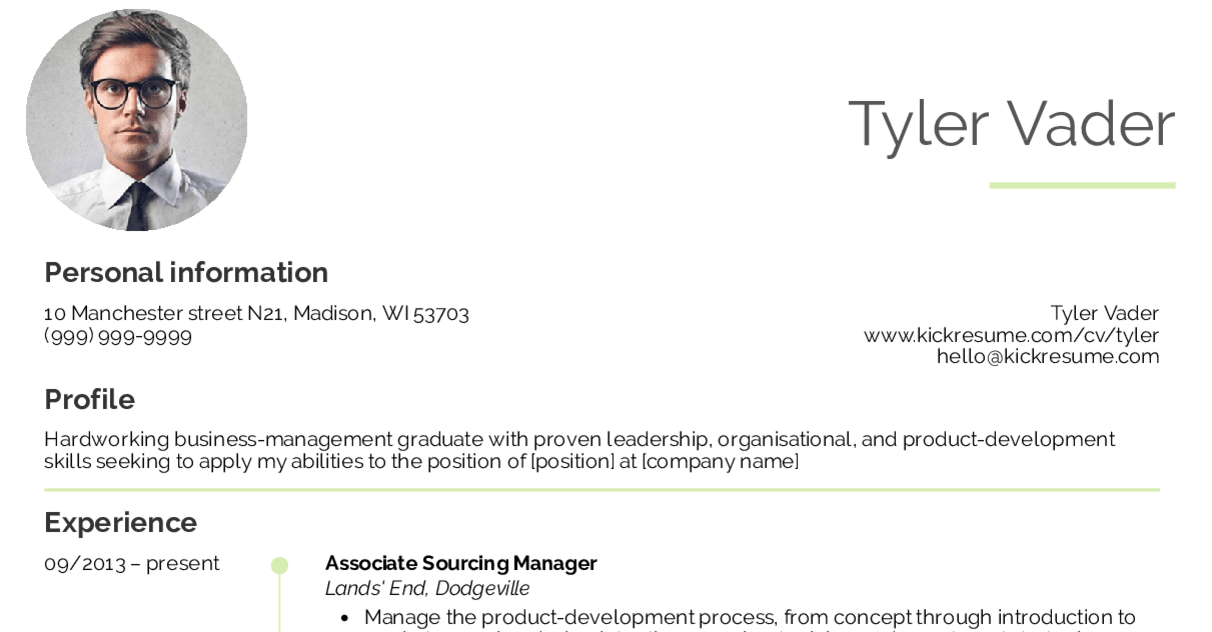 Tyler Vader
Personal information
10 Manchester street N21, Madison, WI 53703
(999) 999-9999
Tyler Vader
www.kickresume.com/cv/tyler
hello@kickresume.com
Profile
Hardworking business-management graduate with proven leadership, organisational, and product-development
skills seeking to apply my abilities to the position of [position] at [company name]
Experience
09/2013 – present
Associate Sourcing Manager
Lands' End, Dodgeville
• Manage the product-development process, from concept through introduction to